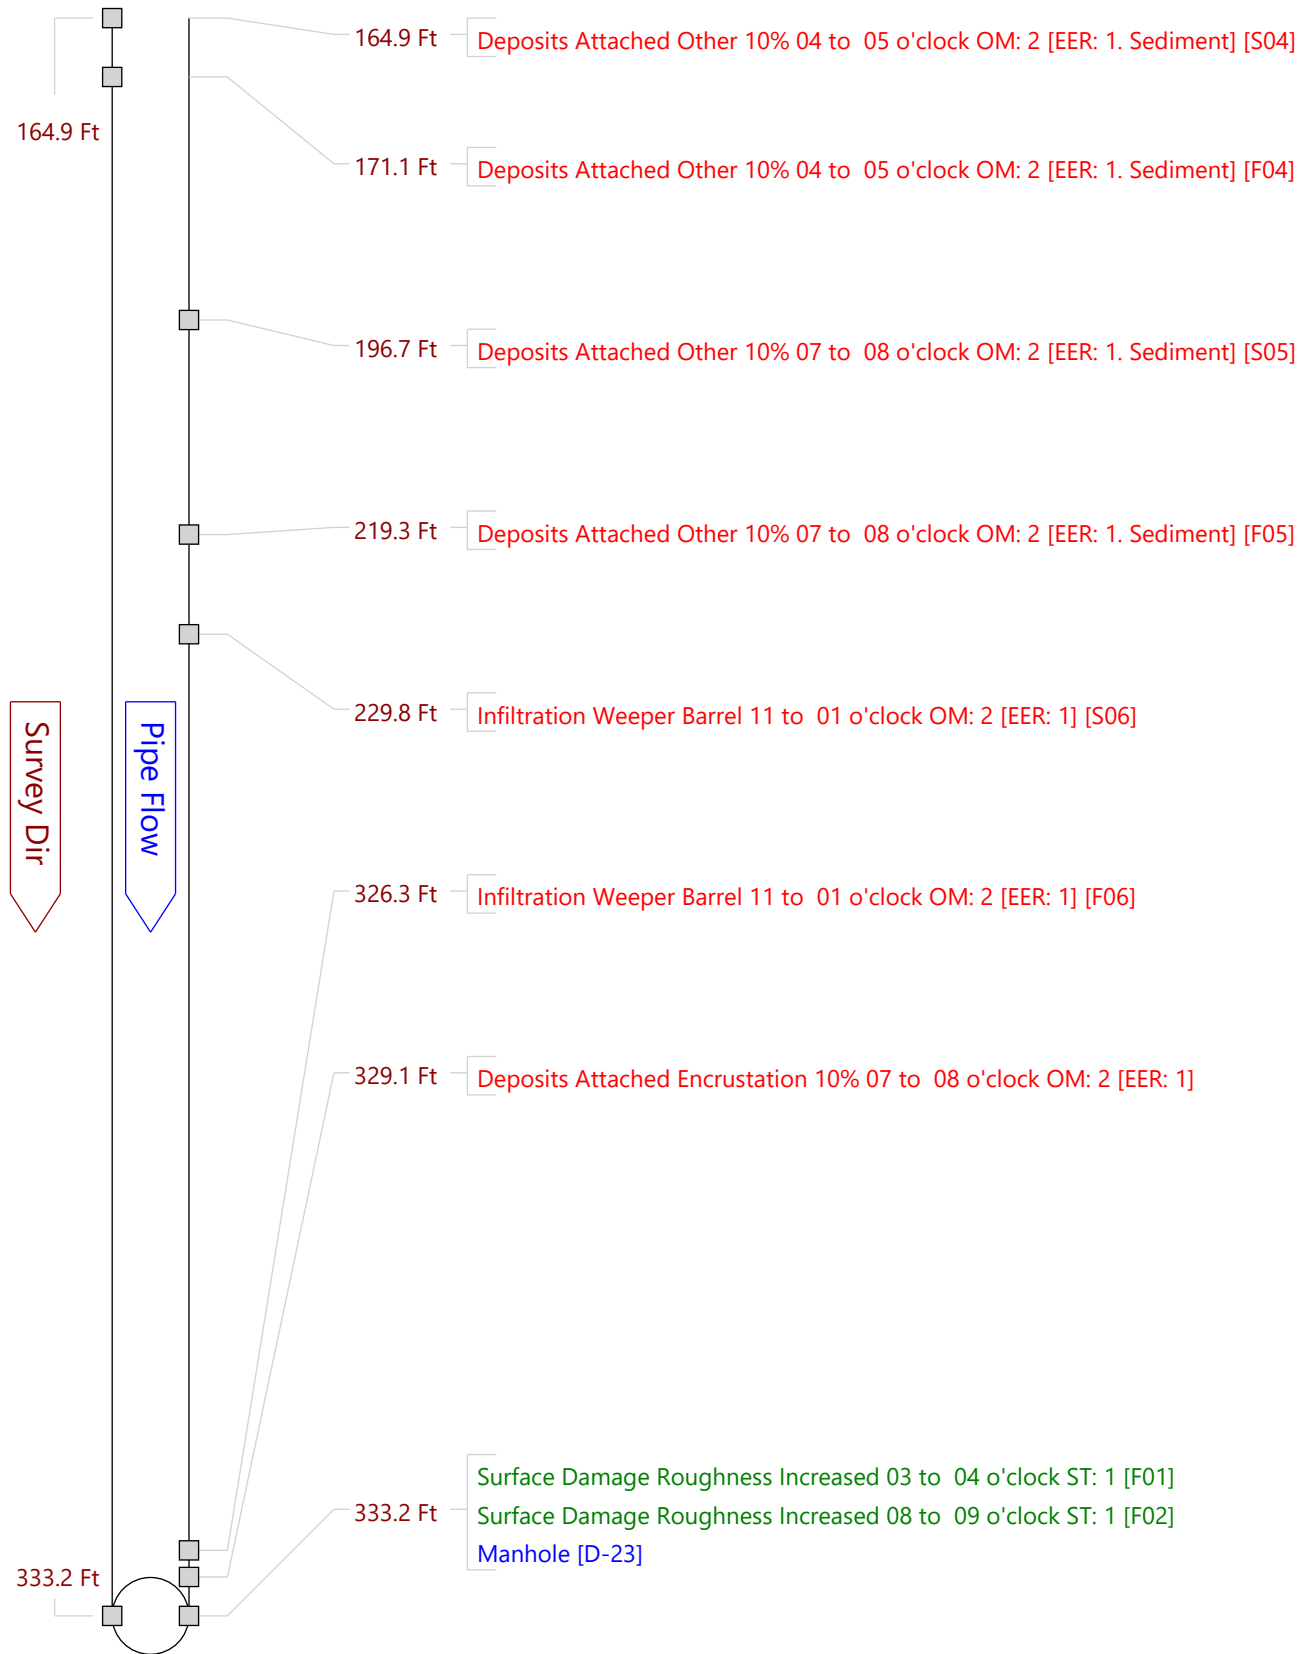 164.9 Ft Deposits Attached Other 10% 04 to  05 o'clock OM: 2 [EER: 1. Sediment] [S04]
164.9 Ft
171.1 Ft Deposits Attached Other 10% 04 to  05 o'clock OM: 2 [EER: 1. Sediment] [F04]
196.7 Ft Deposits Attached Other 10% 07 to  08 o'clock OM: 2 [EER: 1. Sediment] [S05]
219.3 Ft Deposits Attached Other 10% 07 to  08 o'clock OM: 2 [EER: 1. Sediment] [F05]
229.8 Ft Infiltration Weeper Barrel 11 to  01 o'clock OM: 2 [EER: 1] [S06]
Survey Dir
Pipe Flow
326.3 Ft Infiltration Weeper Barrel 11 to  01 o'clock OM: 2 [EER: 1] [F06]
329.1 Ft Deposits Attached Encrustation 10% 07 to  08 o'clock OM: 2 [EER: 1]
Surface Damage Roughness Increased 03 to  04 o'clock ST: 1 [F01]
333.2 Ft Surface Damage Roughness Increased 08 to  09 o'clock ST: 1 [F02]
Manhole [D-23]
333.2 Ft